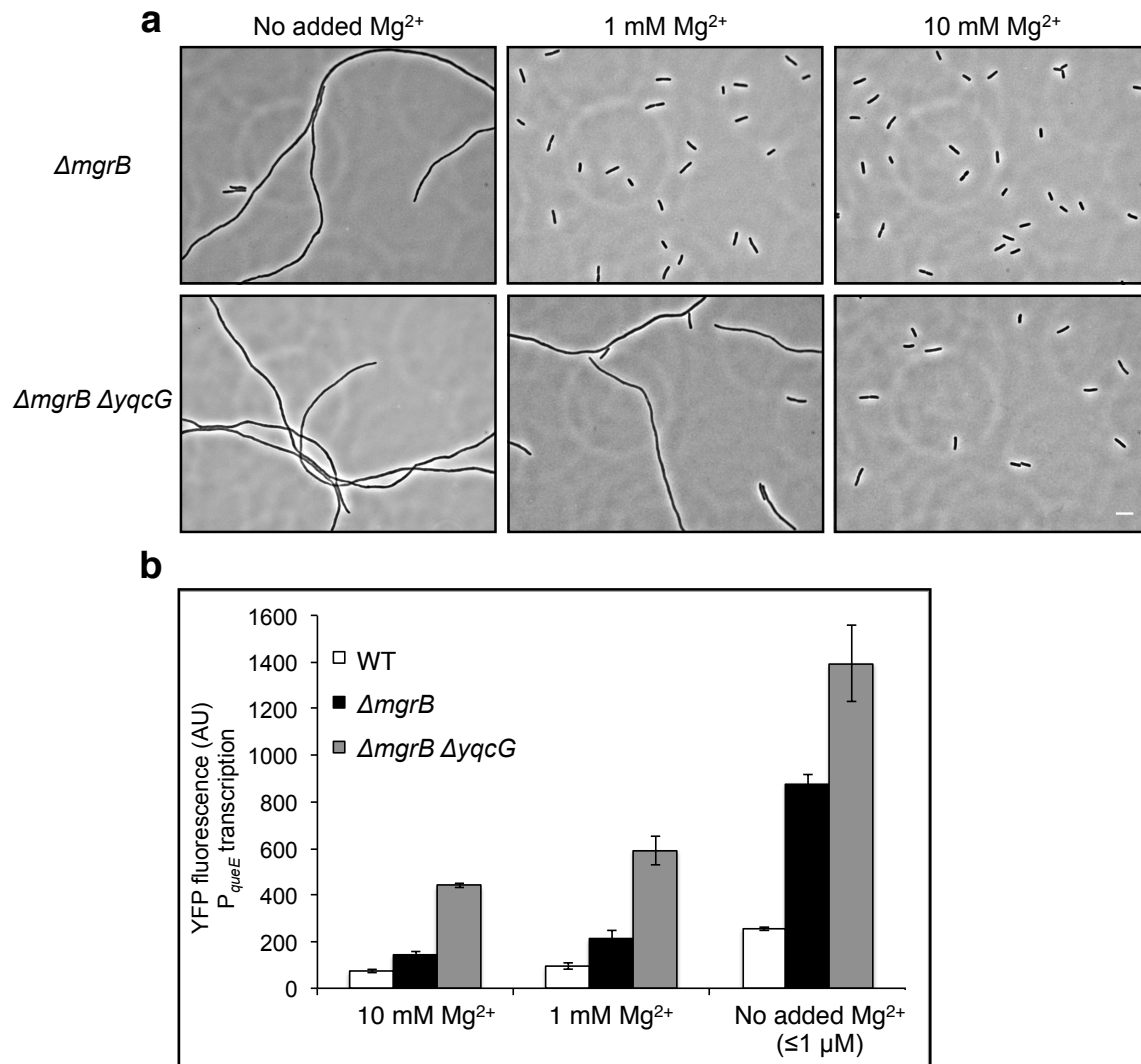 a
No added Mg²⁺
1 mM Mg²⁺
10 mM Mg²⁺
ΔmgrB
ΔmgrB ΔyqcG
b
YFP fluorescence (AU)
PqueE transcription
1600
1400
1200
1000
800
600
400
200
0
WT
ΔmgrB
ΔmgrB ΔyqcG
10 mM Mg²⁺
1 mM Mg²⁺
No added Mg²⁺
(≤1 µM)